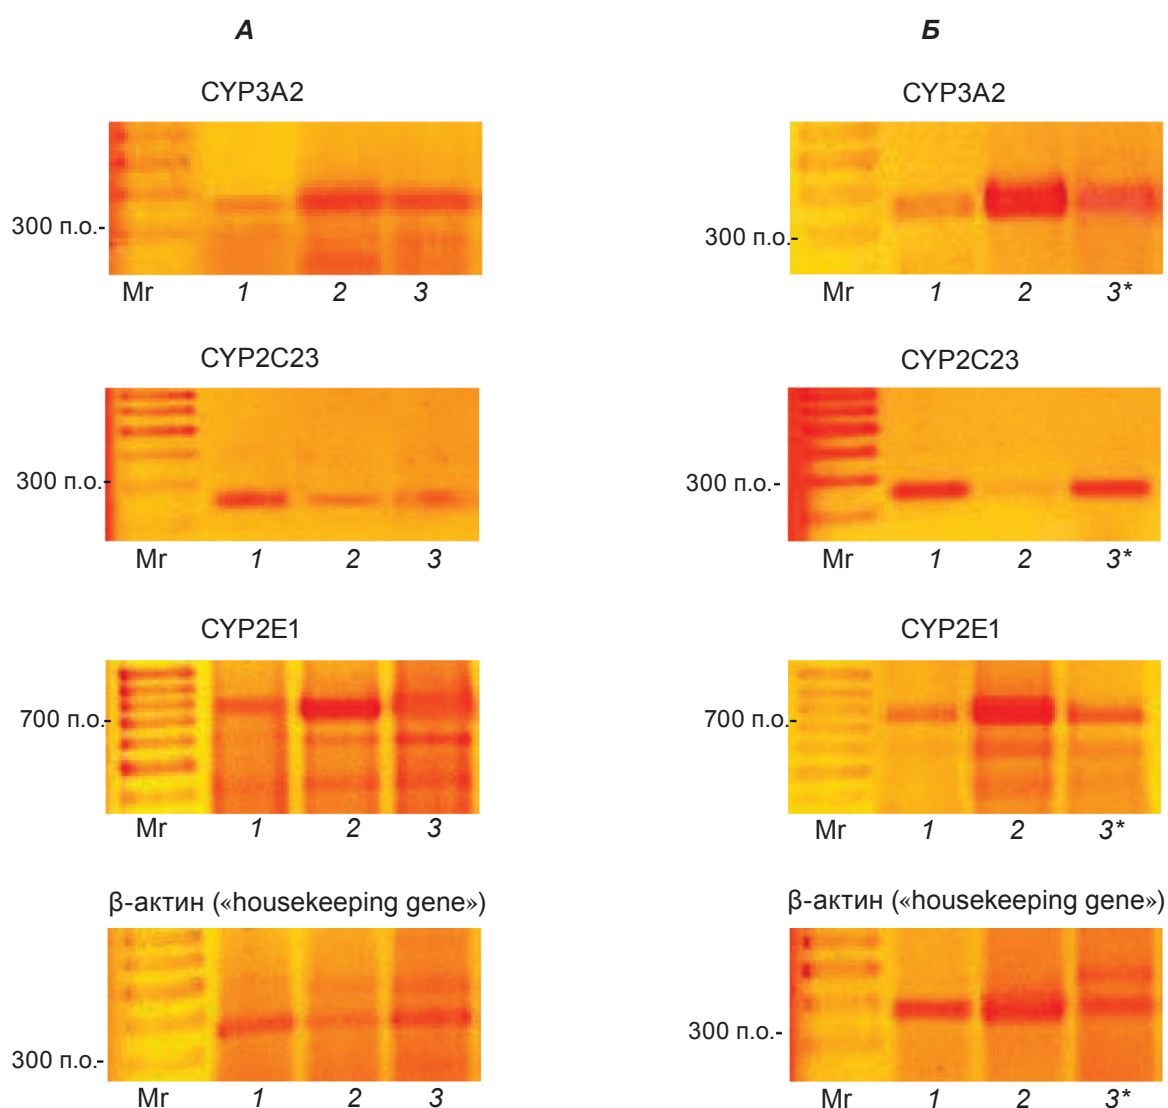 А
Б
CYP3A2
CYP3A2
300 п.о.-
300 п.о.-
Mr 1 2 3
Mr 1 2 3*
CYP2C23
CYP2C23
300 п.о.-
300 п.о.-
Mr 1 2 3
Mr 1 2 3*
CYP2E1
CYP2E1
700 п.о.-
700 п.о.-
Mr 1 2 3
Mr 1 2 3*
β-актин («housekeeping gene»)
β-актин («housekeeping gene»)
300 п.о.-
300 п.о.-
Mr 1 2 3
Mr 1 2 3*